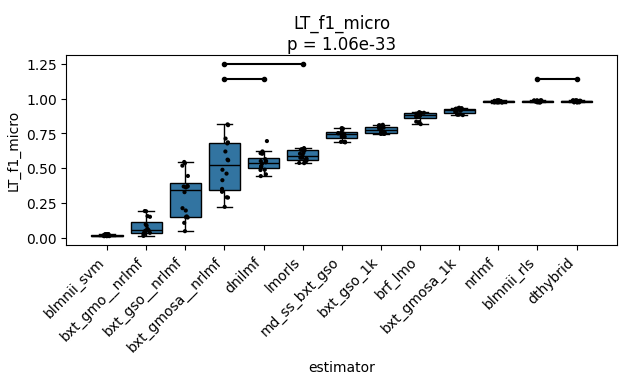 LT_f1_micro
p = 1.06e-33
LT_f1_micro
1.25
1.00
0.75
0.50
0.25
0.00
blmnii_svm
bxt_gmo__nrlmf
bxt_gso__nrlmf
bxt_gmosa__nrlmf
dnilmf
lmorls
md_ss_bxt_gso
bxt_gso_1k
brf_lmo
bxt_gmosa_1k
nrlmf
blmnii_rls
dthybrid
estimator